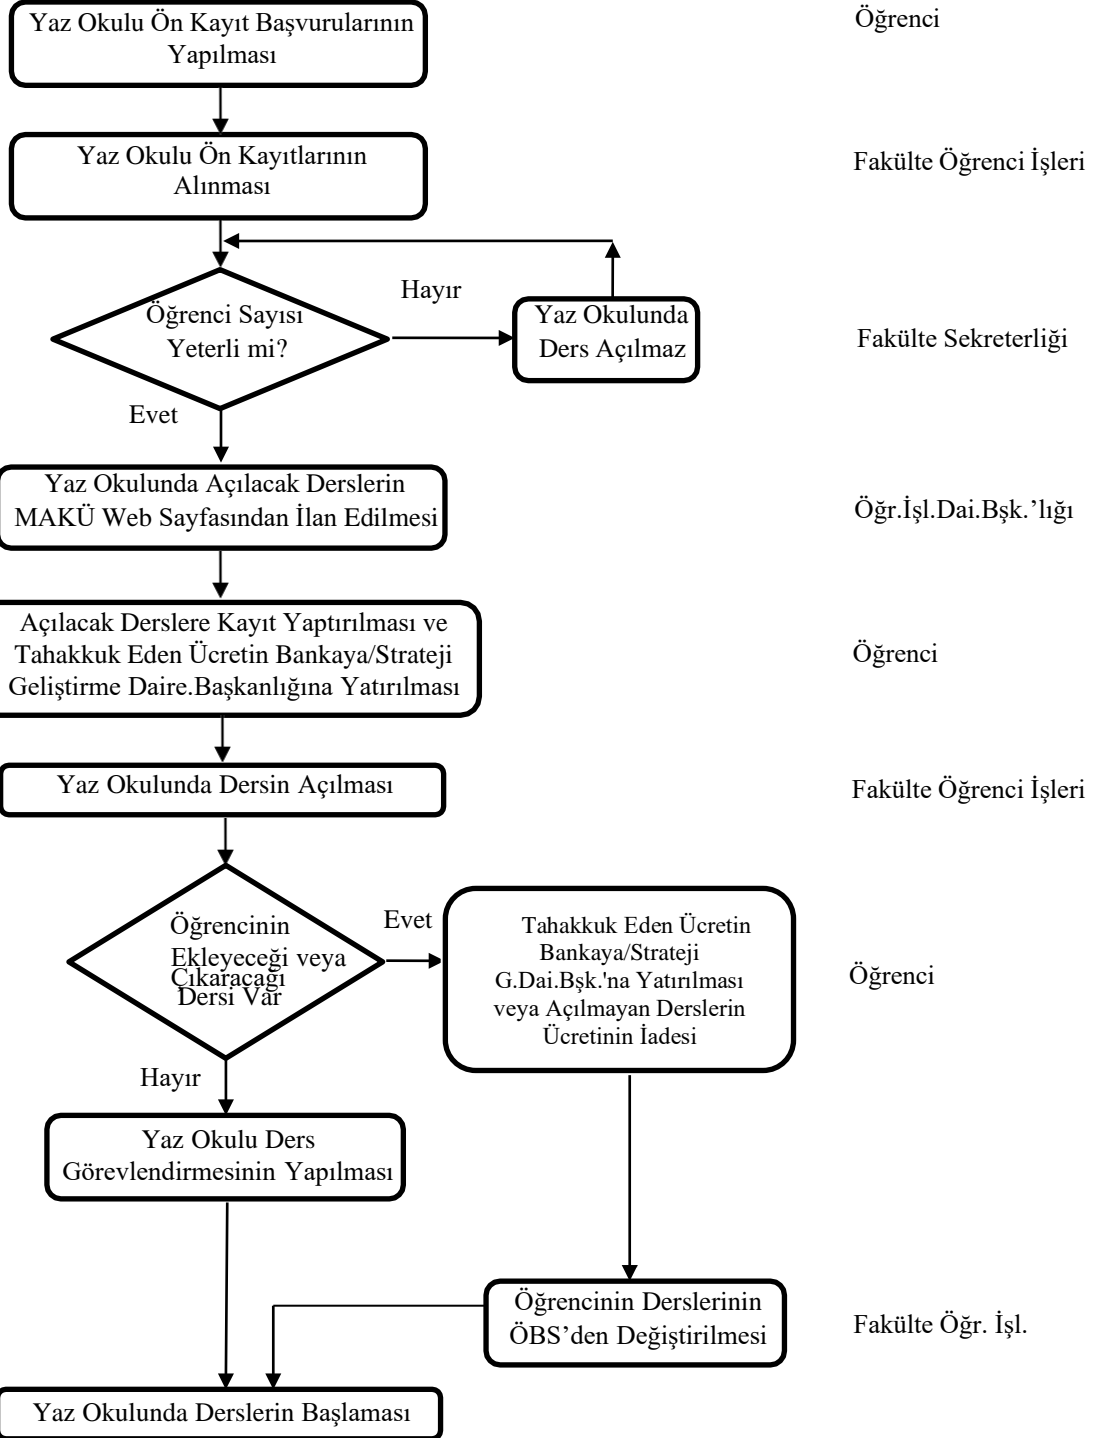 Yaz Okulu Ön Kayıt Başvurularının
Yapılması
Öğrenci
Yaz Okulu Ön Kayıtlarının
Alınması
Fakülte Öğrenci İşleri
Öğrenci Sayısı
Yeterli mi?
Hayır
Yaz Okulunda
Ders Açılmaz
Fakülte Sekreterliği
Evet
Yaz Okulunda Açılacak Derslerin
MAKÜ Web Sayfasından İlan Edilmesi
Öğr.İşl.Dai.Bşk.’lığı
Açılacak Derslere Kayıt Yaptırılması ve
Tahakkuk Eden Ücretin Bankaya/Strateji
Geliştirme Daire.Başkanlığına Yatırılması
Öğrenci
Yaz Okulunda Dersin Açılması
Fakülte Öğrenci İşleri
Öğrencinin
Ekleyeceği veya
Çıkaracağı
Dersi Var
Evet
Tahakkuk Eden Ücretin
Bankaya/Strateji
G.Dai.Bşk.'na Yatırılması
veya Açılmayan Derslerin
Ücretinin İadesi
Öğrenci
Hayır
Yaz Okulu Ders
Görevlendirmesinin Yapılması
Öğrencinin Derslerinin
ÖBS’den Değiştirilmesi
Fakülte Öğr. İşl.
Yaz Okulunda Derslerin Başlaması